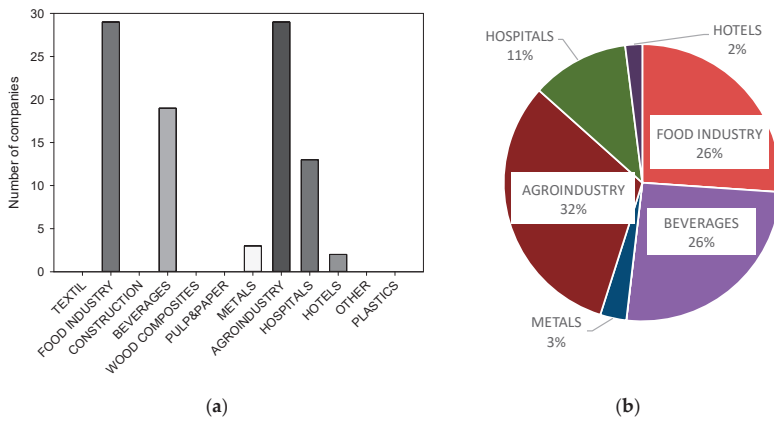 30
25
20
15
10
5
0
Number of companies
TEXTIL
FOOD INDUSTRY
CONSTRUCTION
BEVERAGES
WOOD COMPOSITES
PULP&PAPER
METALS
AGROINDUSTRY
HOSPITALS
HOTELS
OTHER
PLASTICS
(a)
HOTELS
2%
HOSPITALS
11%
FOOD INDUSTRY
26%
AGROINDUSTRY
32%
BEVERAGES
26%
METALS
3%
(b)